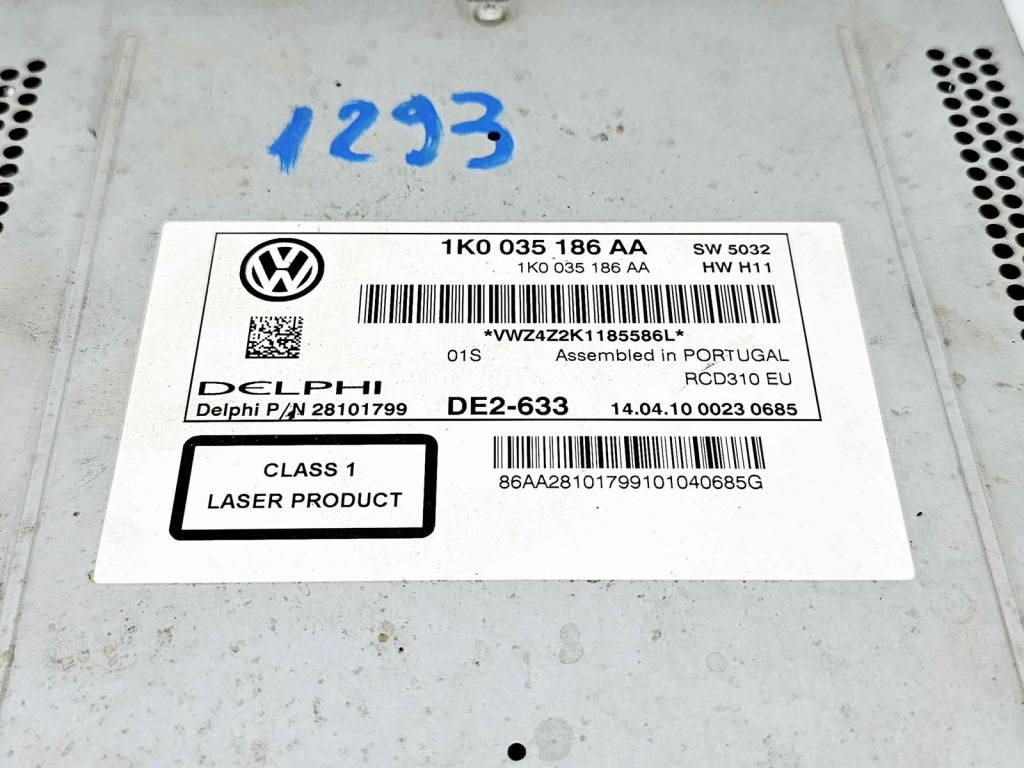 1293
1K0 035 186 AA SW 5032
1K0 035 186 AA HW H11
*VWZ4Z2K1185586L*
01S Assembled in PORTUGAL
RCD310 EU
DELPHI
Delphi P/N 28101799 DE2-633 14.04.10 0023 0685
CLASS 1
LASER PRODUCT
86AA28101799101040685G